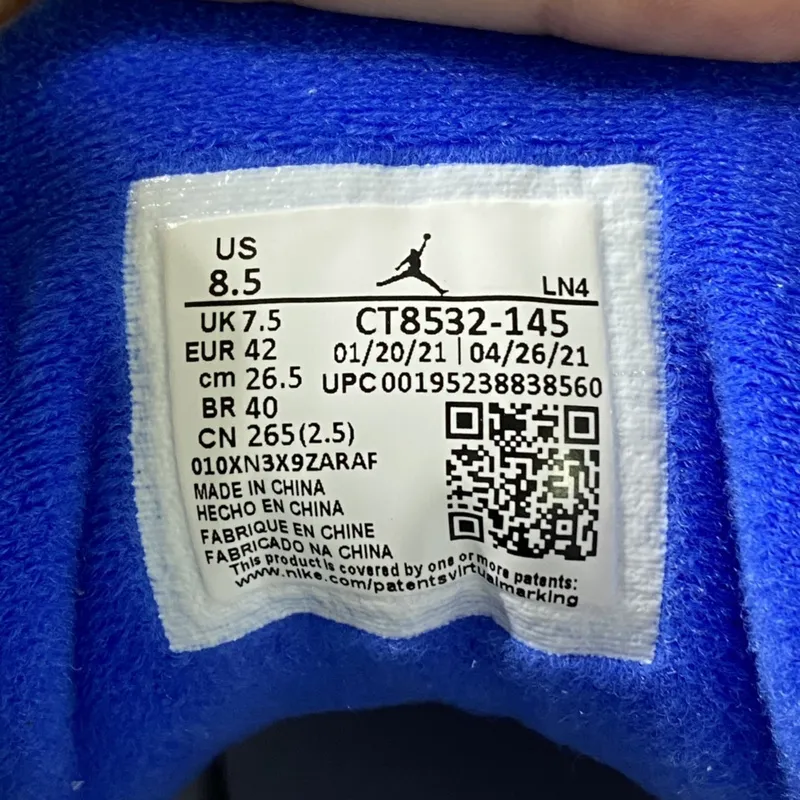 US
8.5
LN4
UK 7.5
CT8532-145
EUR 42
01/20/21 | 04/26/21
cm 26.5
UPC00195238838560
BR 40
CN 265(2.5)
010XN3X9ZARAF
MADE IN CHINA
HECHO EN CHINA
FABRIQUE EN CHINE
FABRICADO NA CHINA
This product is covered by one or more patents:
www.nike.com/patentsvirtualmarking